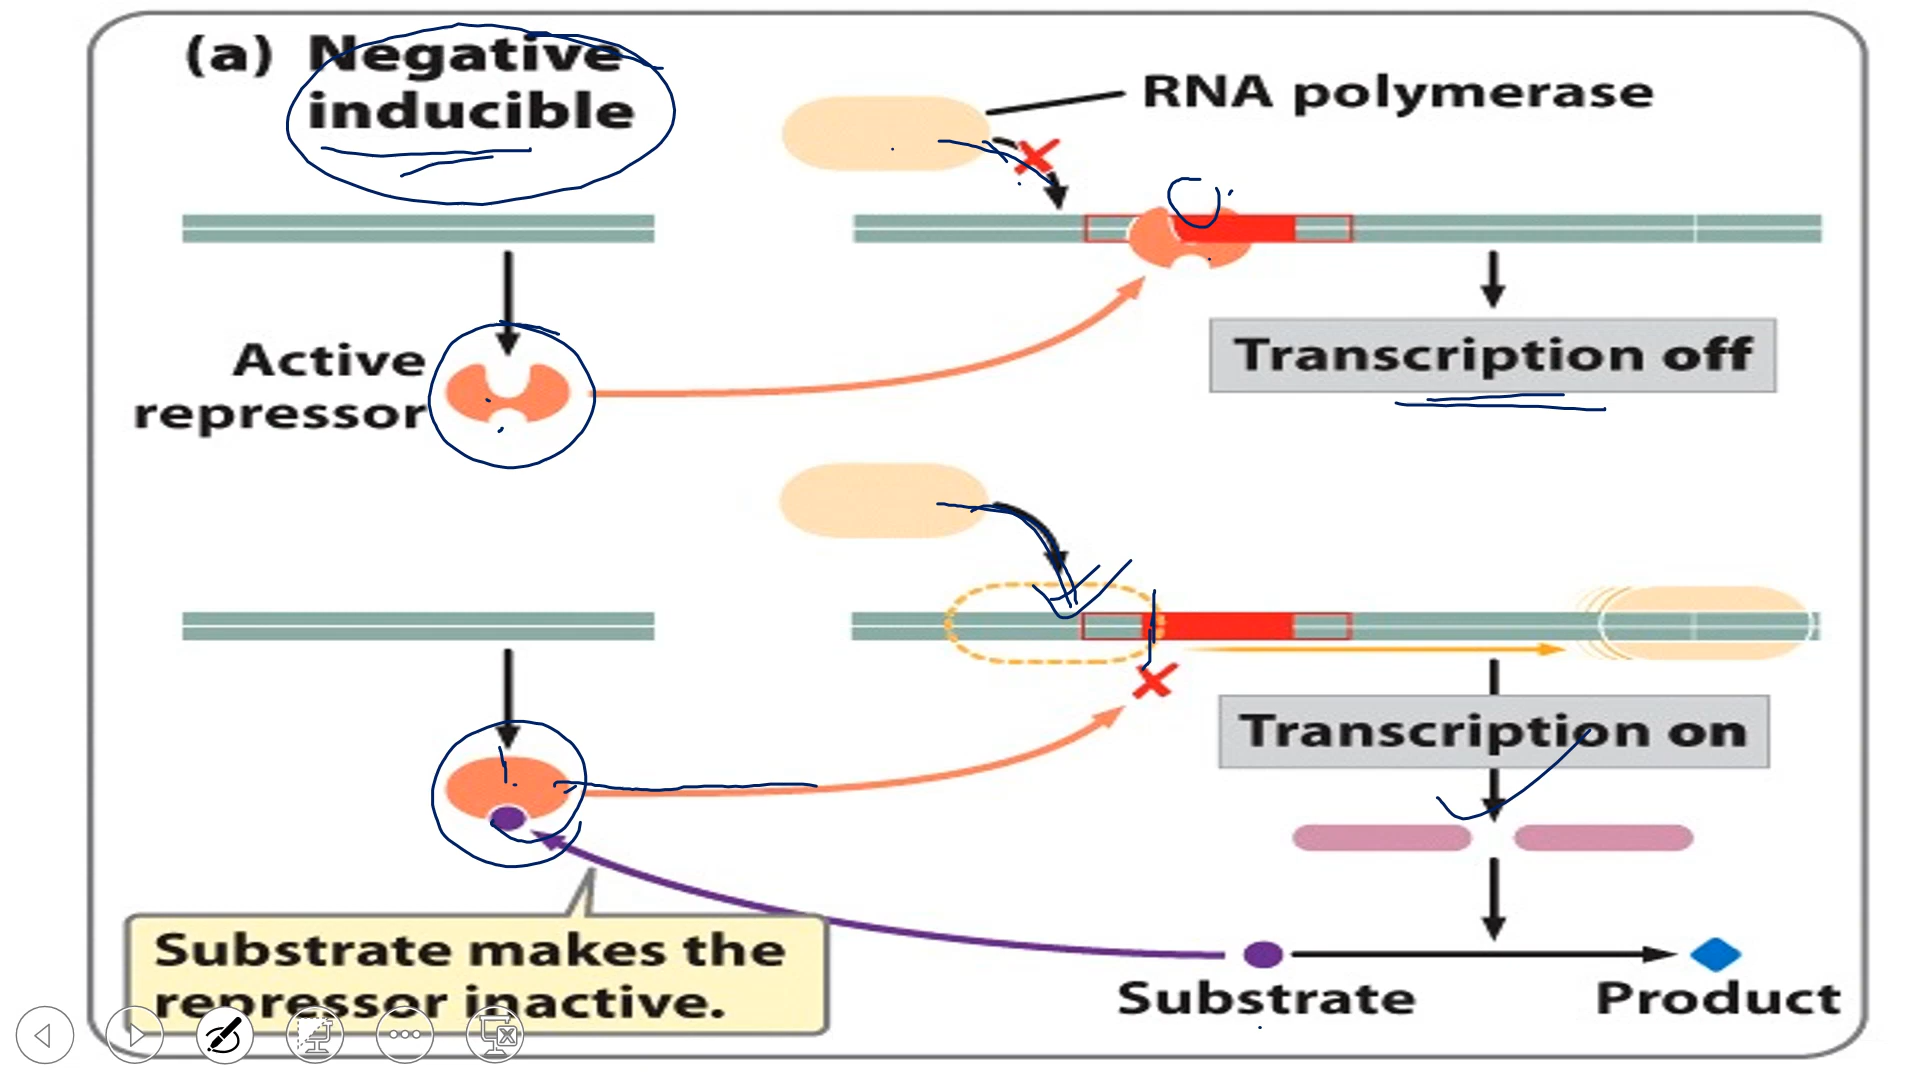 (a) Negative
inducible
RNA polymerase
Active
repressor
Transcription off
Transcription on
Substrate makes the
repressor inactive.
Substrate
Product